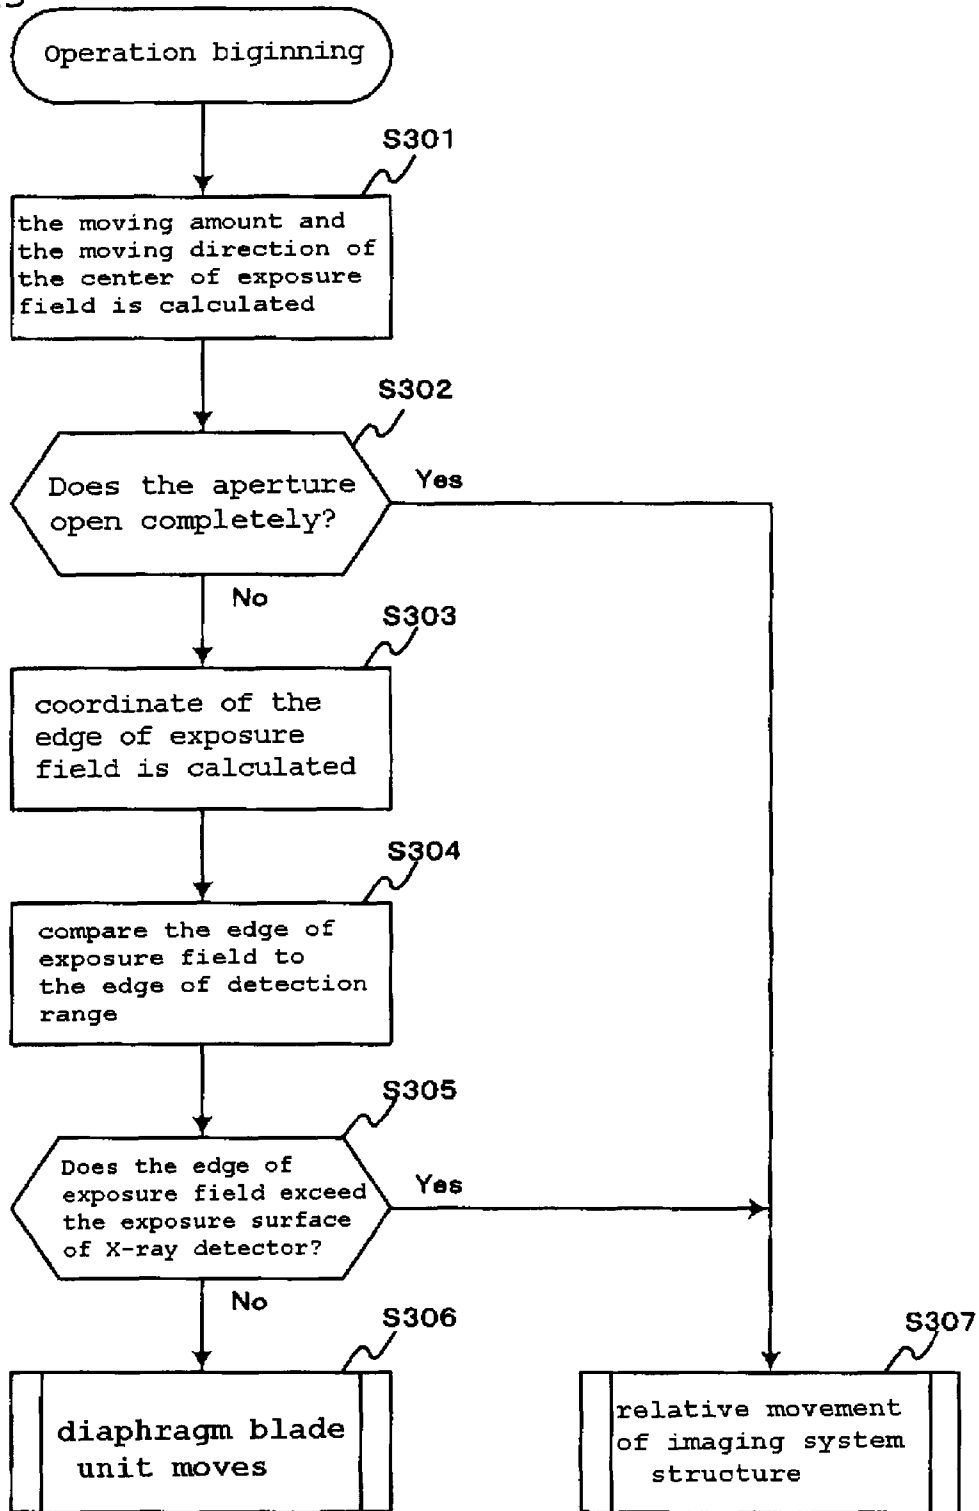 Operation biginning
S301
the moving amount and
the moving direction of
the center of exposure
field is calculated
S302
Does the aperture
open completely?
Yes
No
S303
coordinate of the
edge of exposure
field is calculated
S304
compare the edge of
exposure field to
the edge of detection
range
S305
Does the edge of
exposure field exceed
the exposure surface
of X-ray detector?
Yes
No
S306
diaphragm blade
unit moves
S307
relative movement
of imaging system
structure